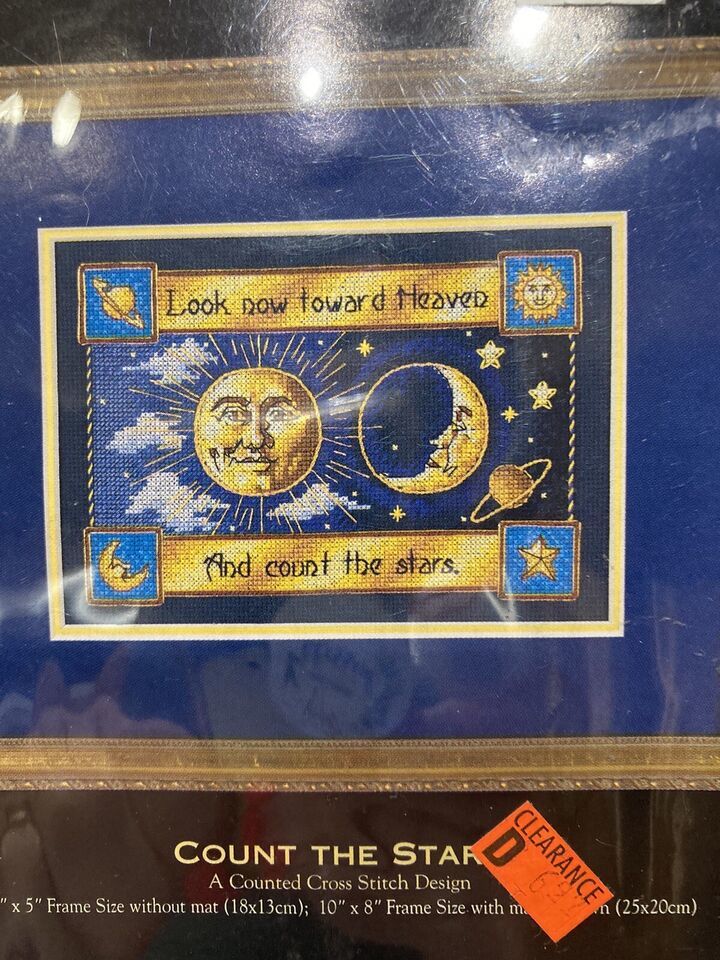 Look now toward Heaven
And count the stars.
COUNT THE STAR
CLEARANCE
D
A Counted Cross Stitch Design
" x 5" Frame Size without mat (18x13cm); 10" x 8" Frame Size with (25x20cm)